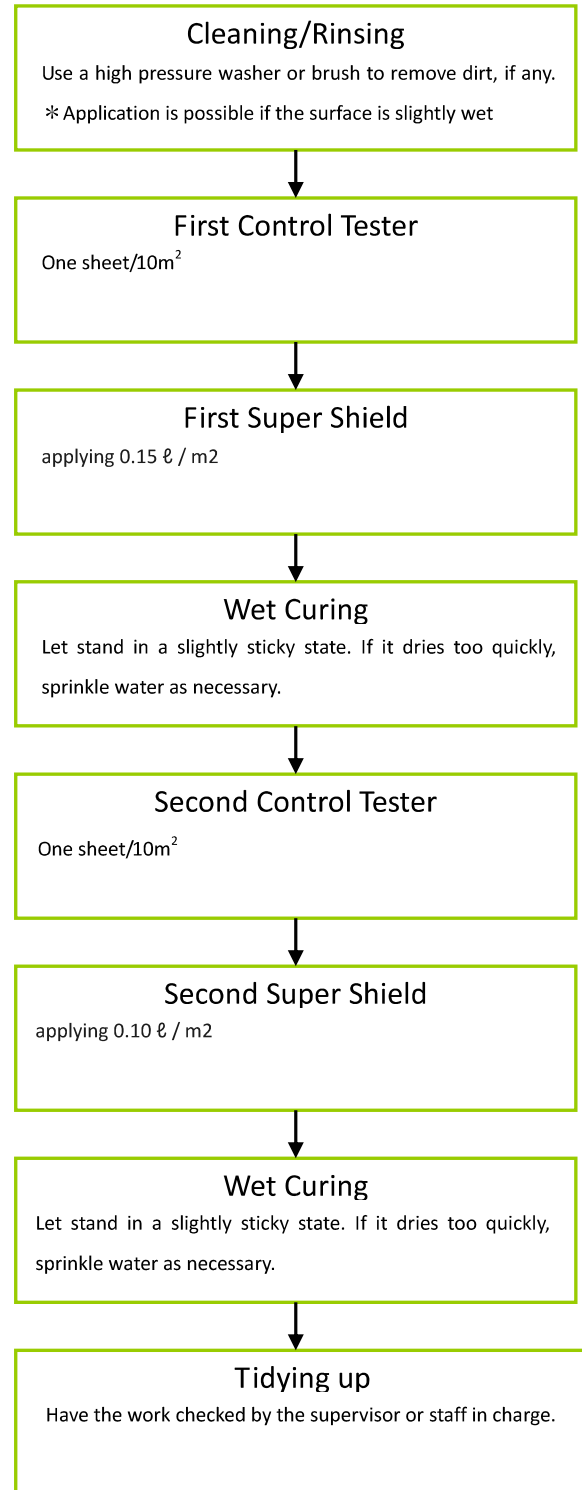 Cleaning/Rinsing
Use a high pressure washer or brush to remove dirt, if any.
＊Application is possible if the surface is slightly wet
First Control Tester
One sheet/10m²
First Super Shield
applying 0.15 ℓ / m2
Wet Curing
Let stand in a slightly sticky state. If it dries too quickly,
sprinkle water as necessary.
Second Control Tester
One sheet/10m²
Second Super Shield
applying 0.10 ℓ / m2
Wet Curing
Let stand in a slightly sticky state. If it dries too quickly,
sprinkle water as necessary.
Tidying up
Have the work checked by the supervisor or staff in charge.